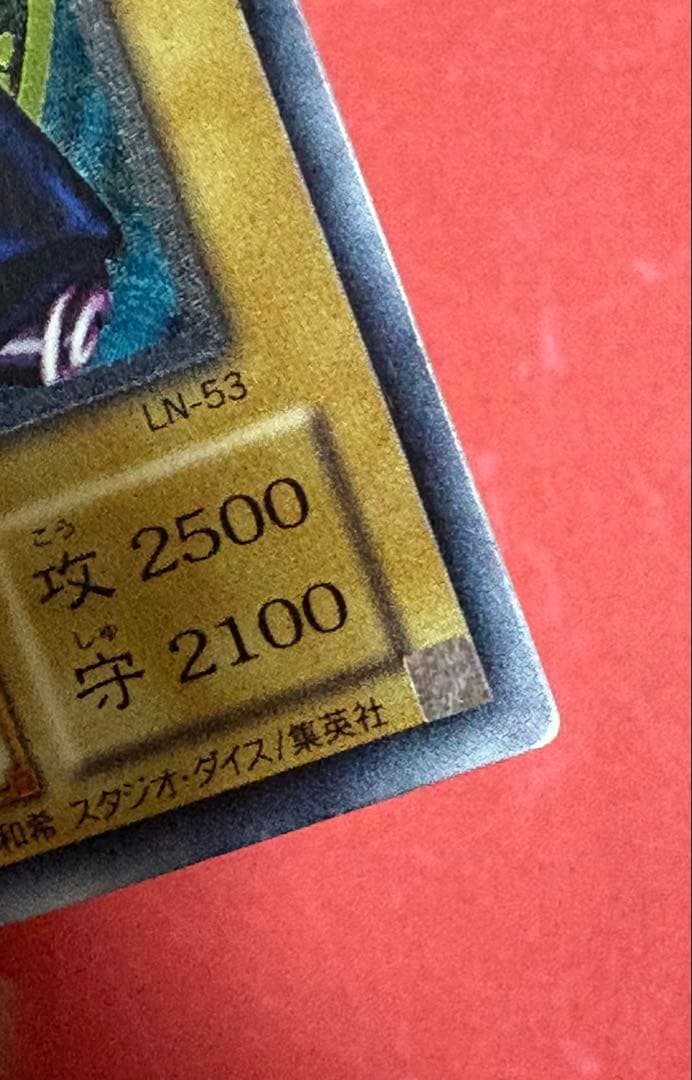 LN-53
こう
攻 2500
しゅ
守 2100
和希 スタジオ・ダイス/集英社